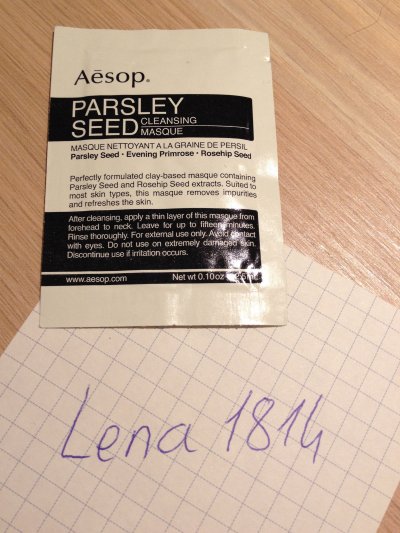 Aēsop.
PARSLEY
SEED CLEANSING
MASQUE
MASQUE NETTOYANT A LA GRAINE DE PERSIL
Parsley Seed • Evening Primrose • Rosehip Seed
Perfectly formulated clay-based masque containing
Parsley Seed and Rosehip Seed extracts. Suited to
most skin types, this masque removes impurities
and refreshes the skin.
After cleansing, apply a thin layer of this masque from
forehead to neck. Leave for up to fifteen minutes.
Rinse thoroughly. For external use only. Avoid contact
with eyes. Do not use on extremely damaged skin.
Discontinue use if irritation occurs.
www.aesop.com Net wt 0.10oz
Lena 1814